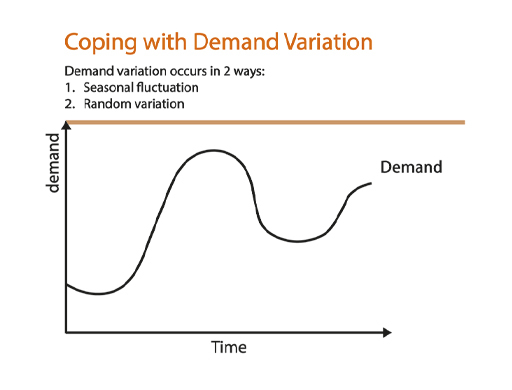 Coping with Demand Variation
Demand variation occurs in 2 ways:
1. Seasonal fluctuation
2. Random variation
demand
Demand
Time